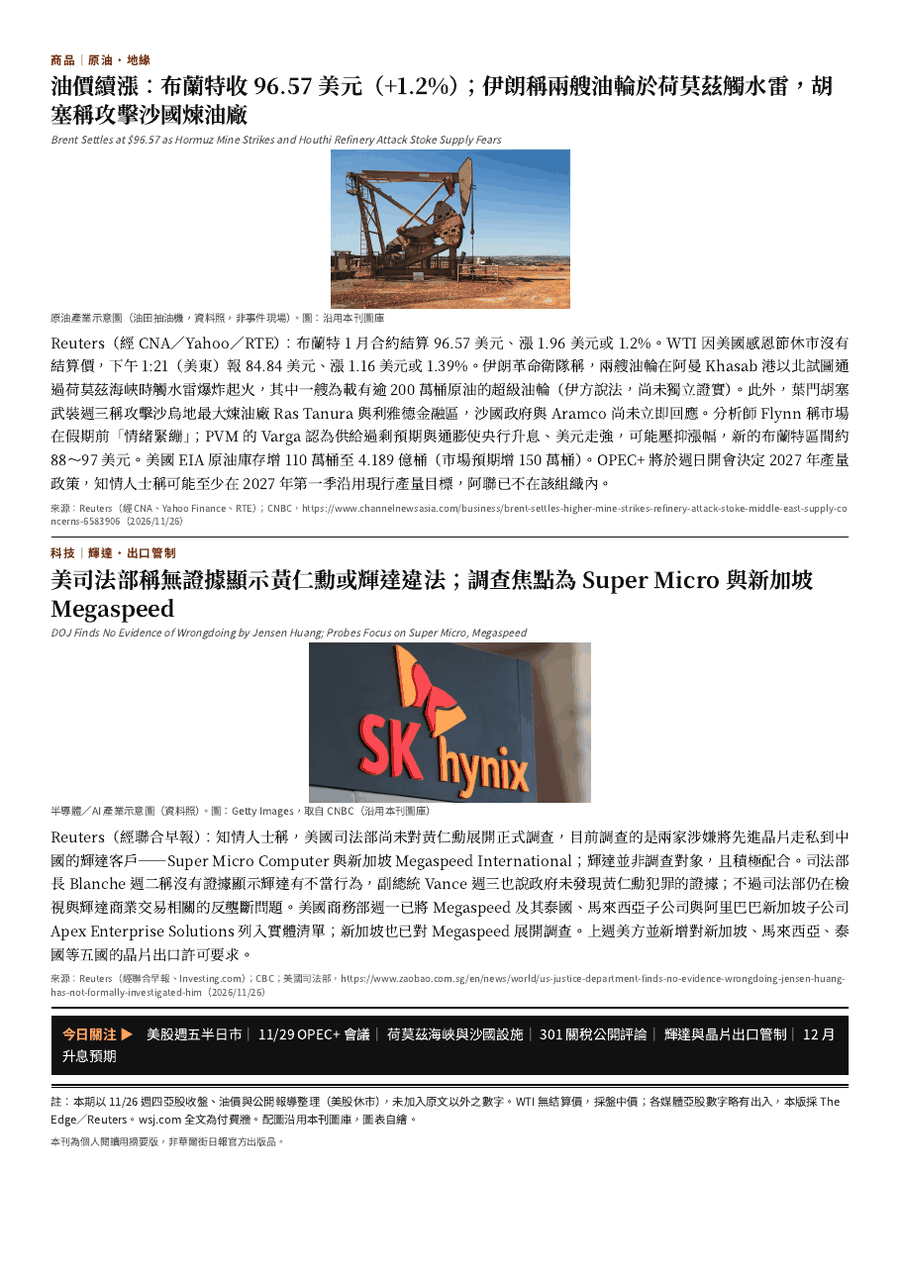 商品｜原油・地緣
油價續漲：布蘭特收 96.57 美元（+1.2%）；伊朗稱兩艘油輪於荷莫茲觸水雷，胡
塞稱攻擊沙國煉油廠
Brent Settles at $96.57 as Hormuz Mine Strikes and Houthi Refinery Attack Stoke Supply Fears
原油產業示意圖（油田抽油機，資料照，非事件現場）。圖：沿用本刊圖庫
Reuters（經 CNA／Yahoo／RTE）：布蘭特 1 月合約結算 96.57 美元、漲 1.96 美元或 1.2%。WTI 因美國感恩節休市沒有
結算價，下午 1:21（美東）報 84.84 美元、漲 1.16 美元或 1.39%。伊朗革命衛隊稱，兩艘油輪在阿曼 Khasab 港以北試圖通
過荷莫茲海峽時觸水雷爆炸起火，其中一艘為載有逾 200 萬桶原油的超級油輪（伊方說法，尚未獨立證實）。此外，葉門胡塞
武裝週三稱攻擊沙烏地最大煉油廠 Ras Tanura 與利雅德金融區，沙國政府與 Aramco 尚未立即回應。分析師 Flynn 稱市場
在假期前「情緒緊繃」；PVM 的 Varga 認為供給過剩預期與通膨使央行升息、美元走強，可能壓抑漲幅，新的布蘭特區間約
88～97 美元。美國 EIA 原油庫存增 110 萬桶至 4.189 億桶（市場預期增 150 萬桶）。OPEC+ 將於週日開會決定 2027 年產量
政策，知情人士稱可能至少在 2027 年第一季沿用現行產量目標，阿聯已不在該組織內。
來源：Reuters（經 CNA、Yahoo Finance、RTE）；CNBC，https://www.channelnewsasia.com/business/brent-settles-higher-mine-strikes-refinery-attack-stoke-middle-east-supply-co
ncerns-6583906（2026/11/26）
科技｜輝達・出口管制
美司法部稱無證據顯示黃仁勳或輝達違法；調查焦點為 Super Micro 與新加坡
Megaspeed
DOJ Finds No Evidence of Wrongdoing by Jensen Huang; Probes Focus on Super Micro, Megaspeed
SK
hynix
半導體／AI 產業示意圖（資料照）。圖：Getty Images，取自 CNBC（沿用本刊圖庫）
Reuters（經聯合早報）：知情人士稱，美國司法部尚未對黃仁勳展開正式調查，目前調查的是兩家涉嫌將先進晶片走私到中
國的輝達客戶——Super Micro Computer 與新加坡 Megaspeed International；輝達並非調查對象，且積極配合。司法部
長 Blanche 週二稱沒有證據顯示輝達有不當行為，副總統 Vance 週三也說政府未發現黃仁勳犯罪的證據；不過司法部仍在檢
視與輝達商業交易相關的反壟斷問題。美國商務部週一已將 Megaspeed 及其泰國、馬來西亞子公司與阿里巴巴新加坡子公司
Apex Enterprise Solutions 列入實體清單；新加坡也已對 Megaspeed 展開調查。上週美方並新增對新加坡、馬來西亞、泰
國等五國的晶片出口許可要求。
來源：Reuters（經聯合早報、Investing.com）；CBC；美國司法部，https://www.zaobao.com.sg/en/news/world/us-justice-department-finds-no-evidence-wrongdoing-jensen-huang-
has-not-formally-investigated-him（2026/11/26）
今日關注 ▶ 美股週五半日市｜ 11/29 OPEC+ 會議｜ 荷莫茲海峽與沙國設施｜ 301 關稅公開評論｜ 輝達與晶片出口管制｜ 12 月
升息預期
註：本期以 11/26 週四亞股收盤、油價與公開報導整理（美股休市），未加入原文以外之數字。WTI 無結算價，採盤中價；各媒體亞股數字略有出入，本版採 The
Edge／Reuters。wsj.com 全文為付費牆。配圖沿用本刊圖庫，圖表自繪。
本刊為個人閱讀用摘要版，非華爾街日報官方出版品。